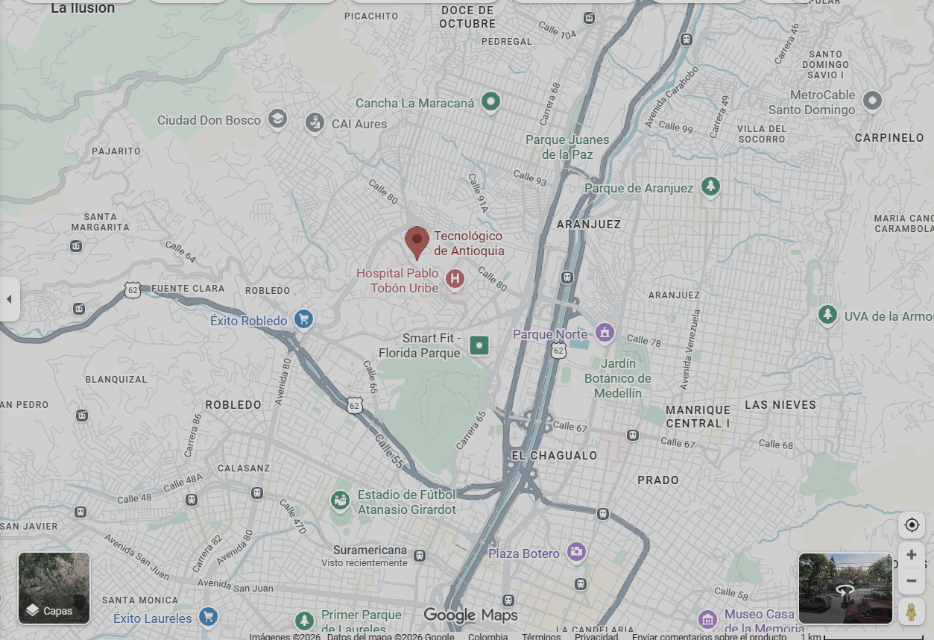 La Ilusión
PICACHITO
DOCE DE
OCTUBRE
PEDREGAL
Calle 104
Carrera 46
SANTO
DOMINGO
SAVIO I
Cancha La Maracaná
Carrera 68
Avenida Carabobo
Carrera 49
MetroCable
Santo Domingo
Ciudad Don Bosco
CAI Aures
Calle 99
VILLA DEL
SOCORRO
CARPINELO
Parque Juanes
de la Paz
PAJARITO
Calle 93
Calle 80
Calle 91A
Parque de Aranjuez
SANTA
MARGARITA
ARANJUEZ
MARIA CANO
CARAMBOLA
Calle 64
Tecnológico
de Antioquia
Hospital Pablo
Tobón Uribe
Calle 80
62
FUENTE CLARA
ROBLEDO
ARANJUEZ
Éxito Robledo
Parque Norte
UVA de la Armo
Smart Fit -
Florida Parque
Calle 78
62
Avenida Venezuela
Jardín
Botánico de
Medellín
BLANQUIZAL
Avenida 80
Calle 65
AN PEDRO
ROBLEDO
62
MANRIQUE
CENTRAL I
LAS NIEVES
Carrera 86
Carrera 65
Calle 67
Calle 67
Calle 68
Calle 55
EL CHAGUALO
CALASANZ
PRADO
Calle 48A
Calle 48
Estadio de Fútbol
Atanasio Girardot
Calle 47D
SAN JAVIER
Avenida San Juan
Carrera 82
Avenida 80
Suramericana
Visto recientemente
Plaza Botero
Avenida San Juan
SANTA MONICA
Calle 58
Capas
Éxito Laureles
Primer Parque
de Laureles
Google Maps
Museo Casa
de la Memoria
LA CANDELARIA
Imágenes ©2026
Datos del mapa ©2026 Google
Colombia
Términos
Privacidad
Enviar comentarios sobre el producto
1 km